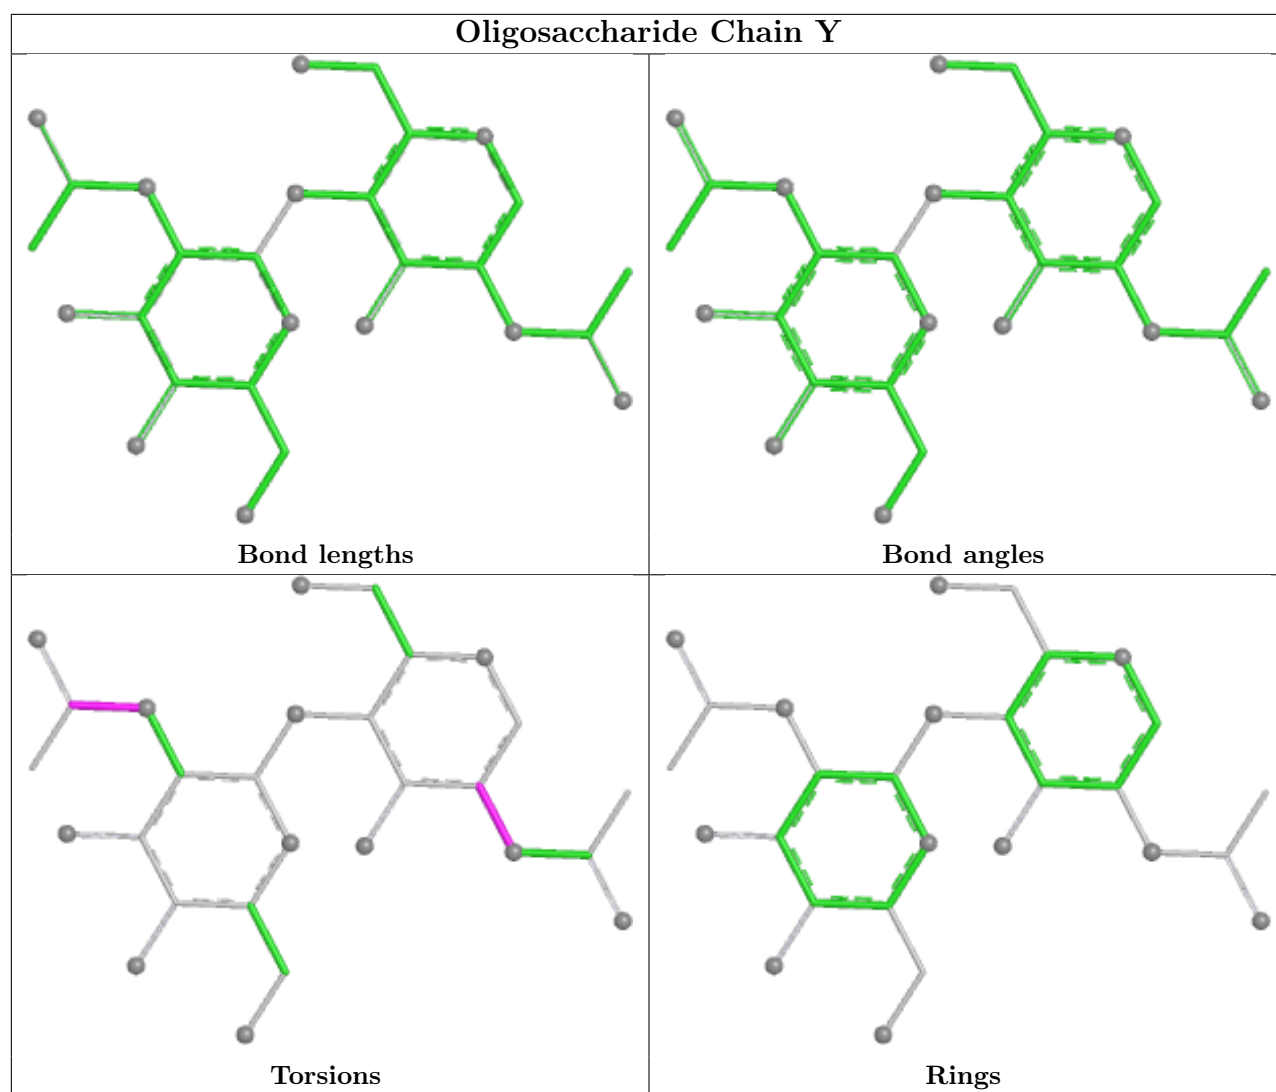 Oligosaccharide Chain Y
Bond lengths
Bond angles
Torsions
Rings